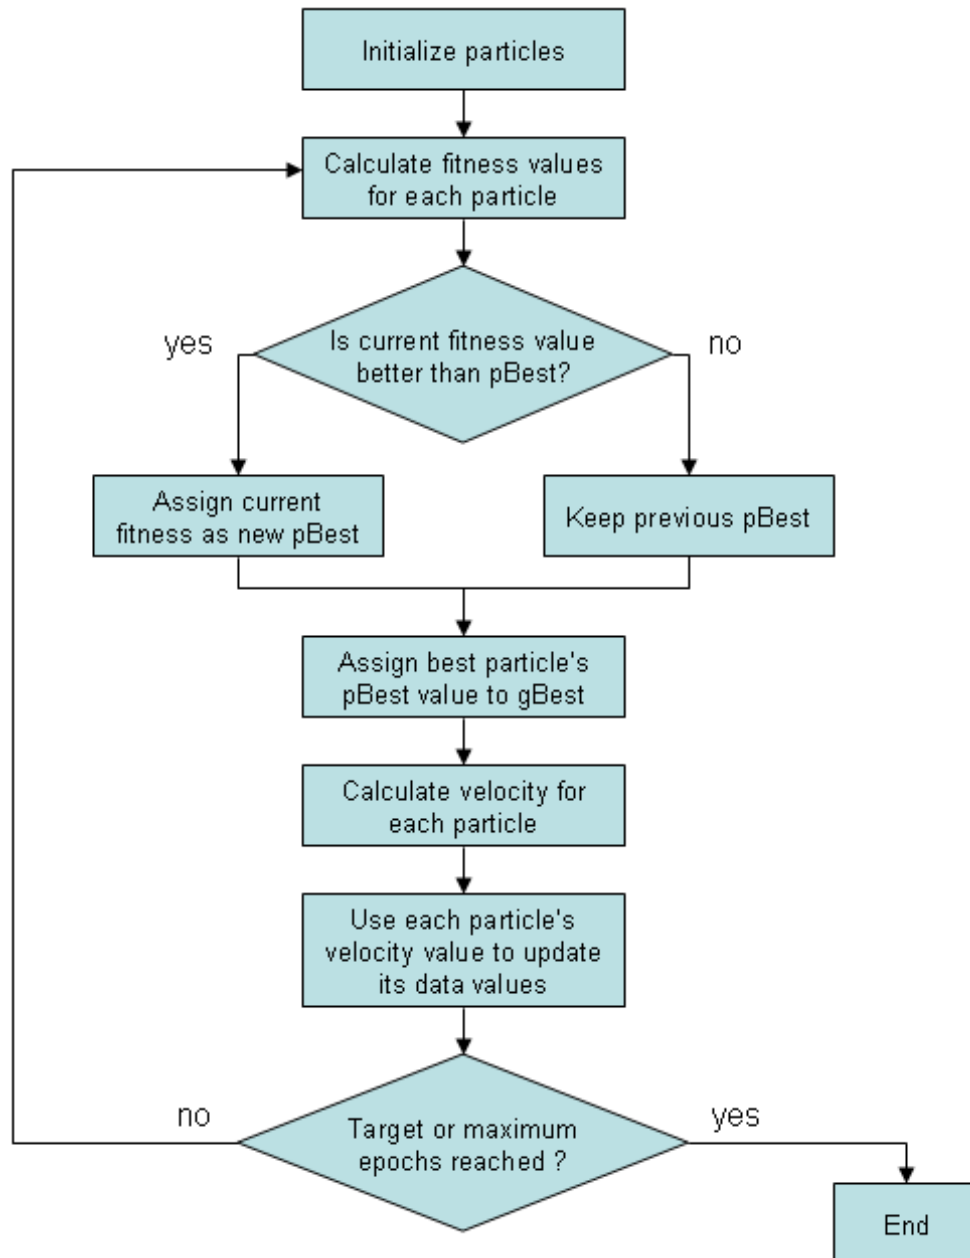 Initialize particles
Calculate fitness values
for each particle
yes
Is current fitness value
better than pBest?
no
Assign current
fitness as new pBest
Keep previous pBest
Assign best particle's
pBest value to gBest
Calculate velocity for
each particle
Use each particle's
velocity value to update
its data values
no
Target or maximum
epochs reached ?
yes
End